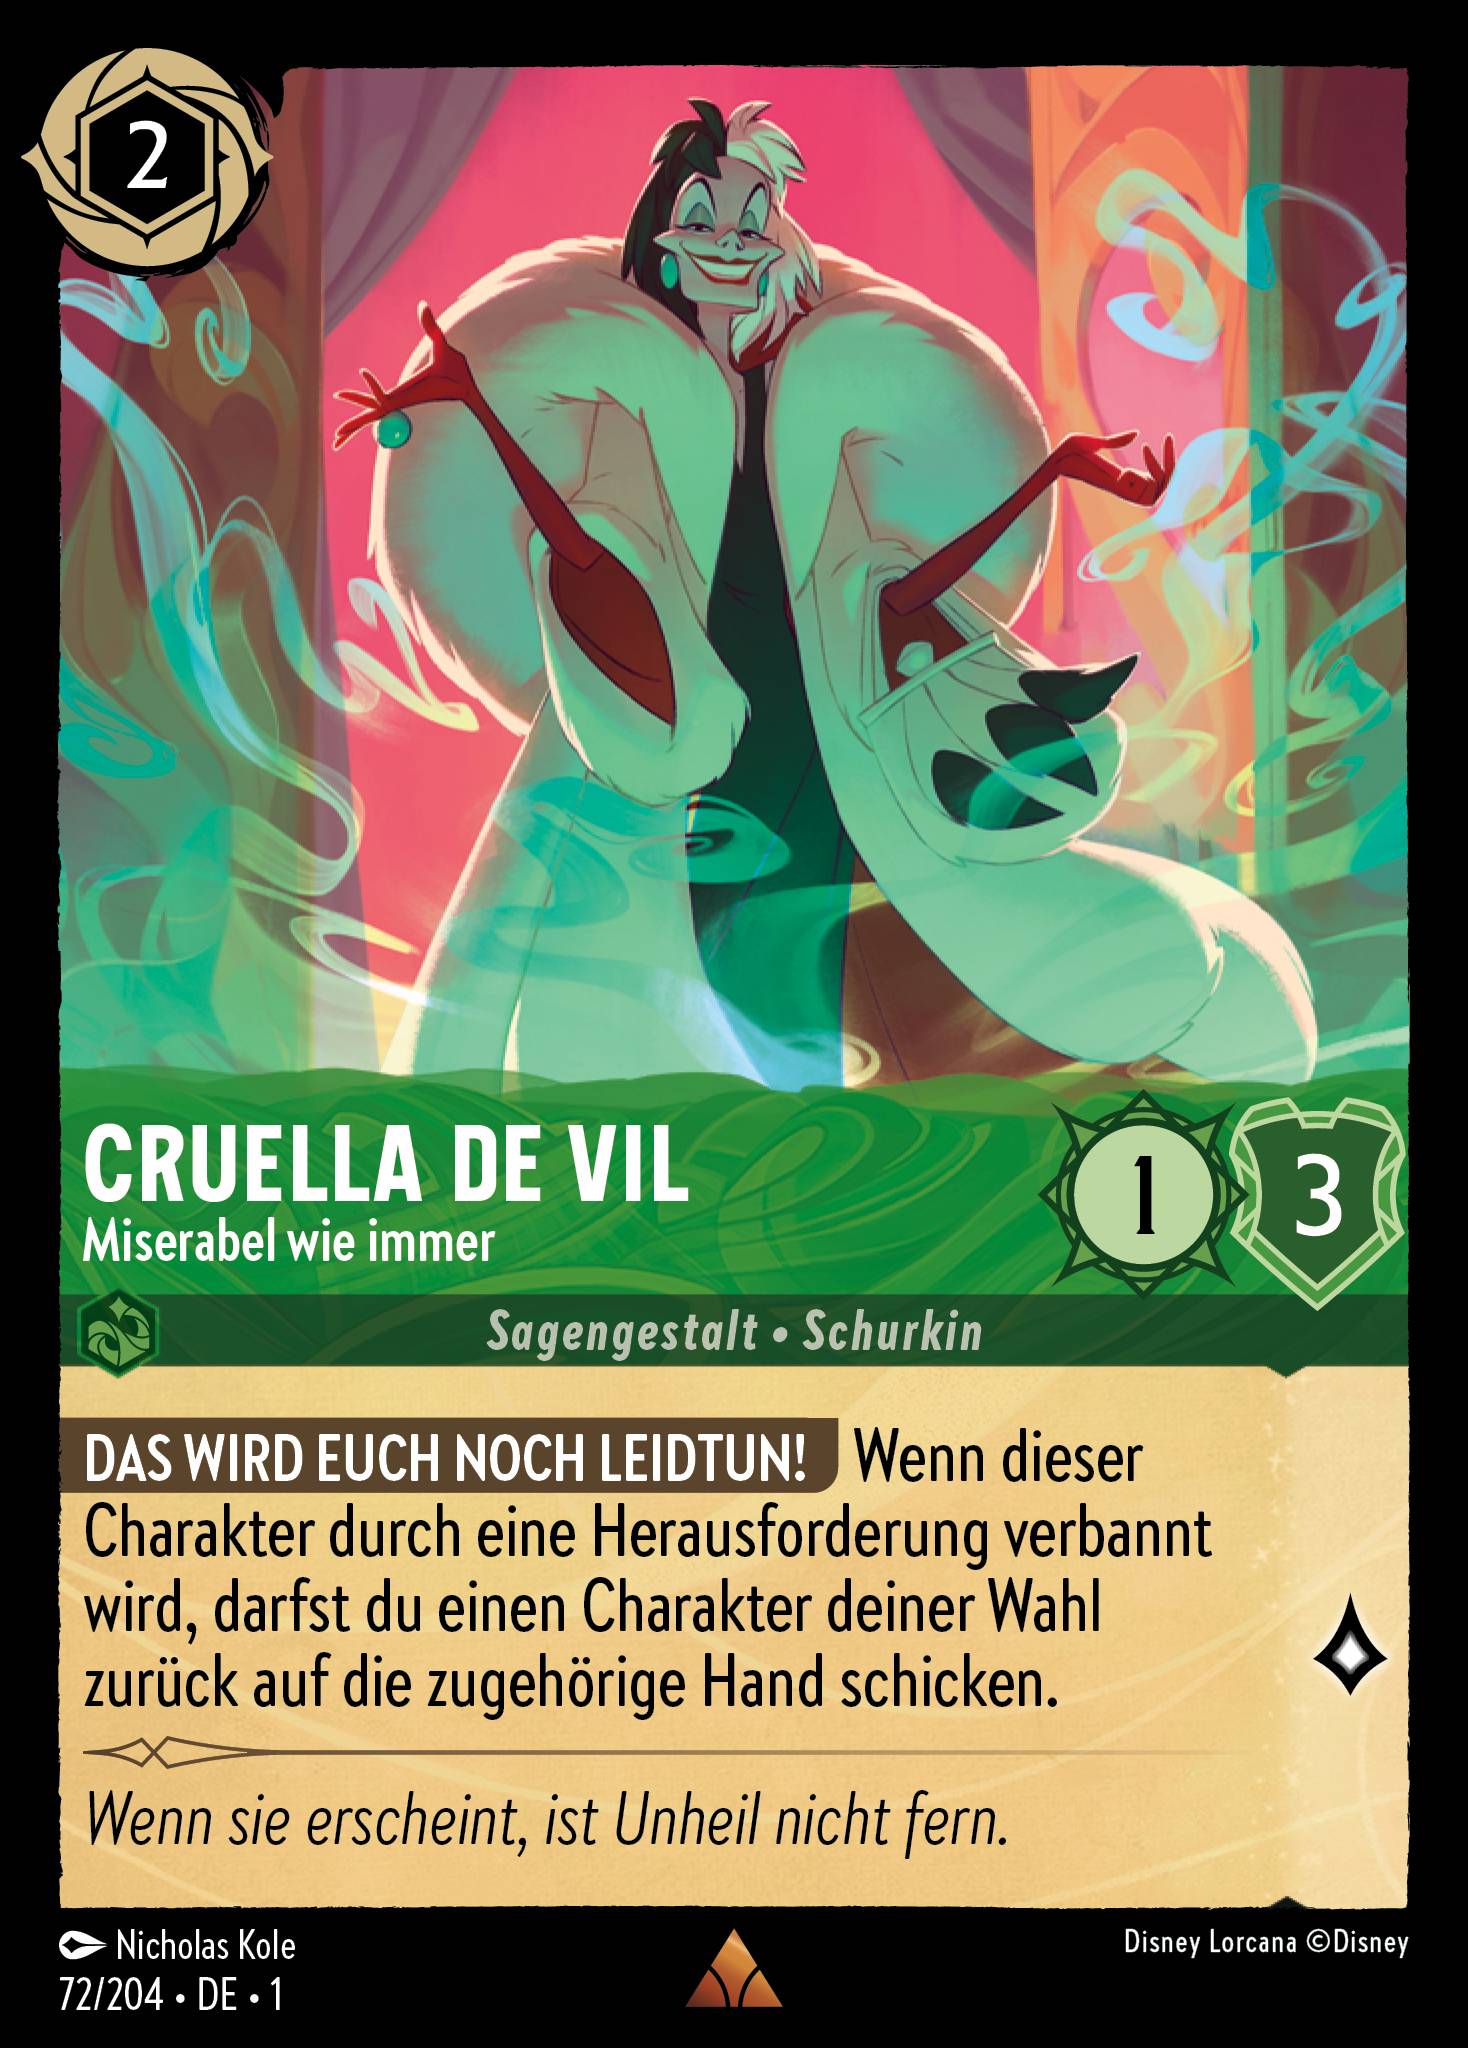 2
CRUELLA DE VIL
Miserabel wie immer
1
3
Sagengestalt • Schurkin
DAS WIRD EUCH NOCH LEIDTUN! Wenn dieser
Charakter durch eine Herausforderung verbannt
wird, darfst du einen Charakter deiner Wahl
zurück auf die zugehörige Hand schicken.
Wenn sie erscheint, ist Unheil nicht fern.
Nicholas Kole
Disney Lorcana ©Disney
72/204 • DE • 1